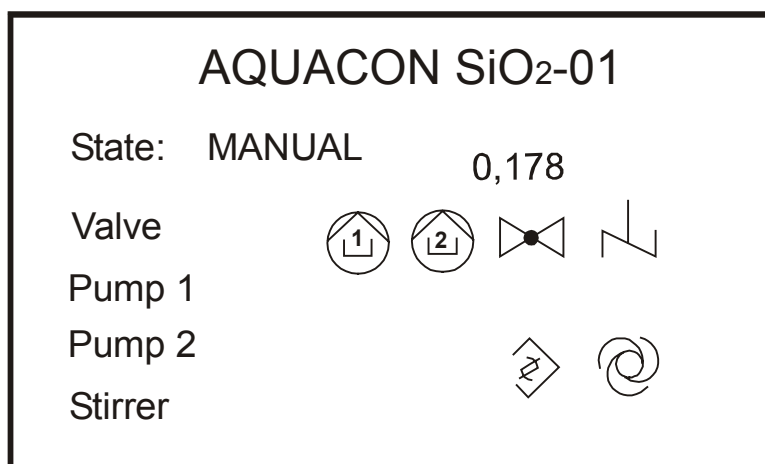 AQUACON SiO₂-01
State: MANUAL
0,178
Valve
1 2
Pump 1
Pump 2
Stirrer